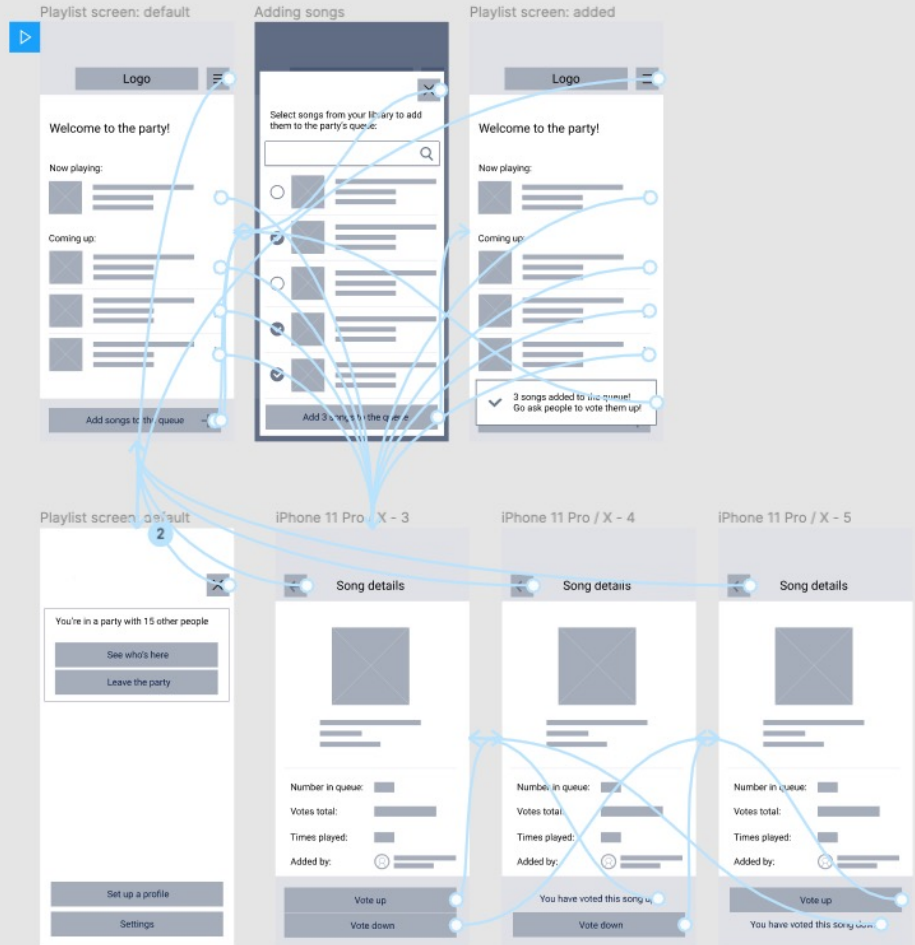 Playlist screen: default
Adding songs
Playlist screen: added
Logo
Welcome to the party!
Now playing:
Coming up:
Add songs to the queue
Select songs from your library to add
them to the party's queue:
Add 3 songs to the queue
Logo
Welcome to the party!
Now playing:
Coming up:
3 songs added to the queue!
Go ask people to vote them up!
Playlist screen: default
2
You're in a party with 15 other people
See who's here
Leave the party
Set up a profile
Settings
iPhone 11 Pro / X - 3
Song details
Number in queue:
Votes total:
Times played:
Added by:
Vote up
Vote down
iPhone 11 Pro / X - 4
Song details
Number in queue:
Votes total:
Times played:
Added by:
You have voted this song up
Vote down
iPhone 11 Pro / X - 5
Song details
Number in queue:
Votes total:
Times played:
Added by:
Vote up
You have voted this song down